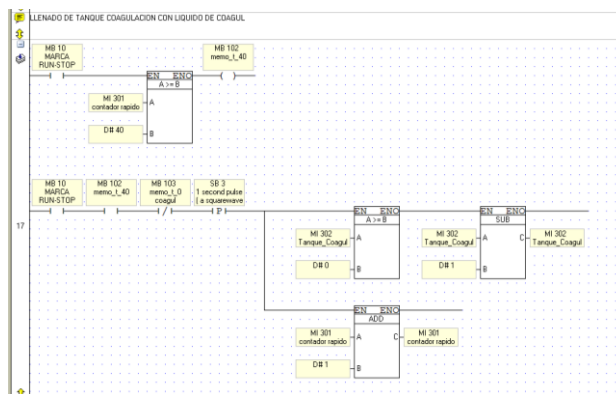 LLENADO DE TANQUE COAGULACION CON LIQUIDO DE COAGUL
MB 10
MARCA
RUN-STOP
MB 102
memo_t_40
EN ENO
A >= B
MI 301
contador rapido
A
D# 40
B
17
MB 10
MARCA
RUN-STOP
MB 102
memo_t_40
MB 103
memo_t_0
coagul
SB 3
1 second pulse
( a squarewave
P
EN ENO
A >= B
MI 302
Tanque_Coagul
A
D# 0
B
EN ENO
SUB
MI 302
Tanque_Coagul
A
C
MI 302
Tanque_Coagul
D# 1
B
EN ENO
ADD
MI 301
contador rapido
A
C
MI 301
contador rapido
D# 1
B